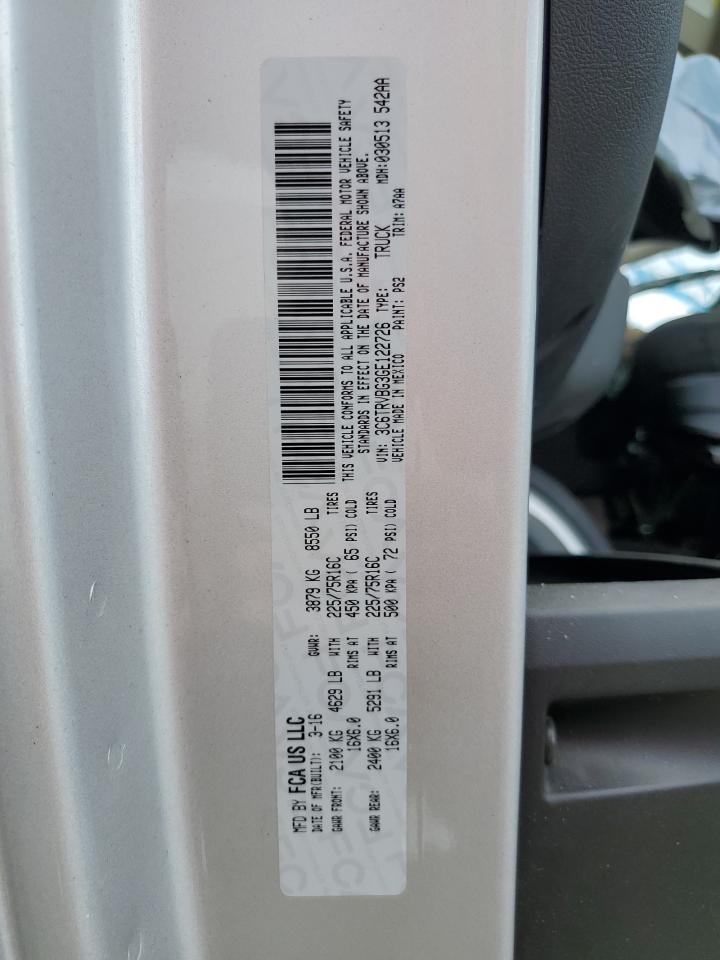 MFD BY FCA US LLC
DATE OF MFR(BUILT): 3-16 GVWR: 3879 KG 8550 LB
GAWR FRONT: 2100 KG 4629 LB WITH 225/75R16C TIRES
16X6.0 RIMS AT 450 KPA ( 65 PSI) COLD
GAWR REAR: 2400 KG 5291 LB WITH 225/75R16C TIRES
16X6.0 RIMS AT 500 KPA ( 72 PSI) COLD
THIS VEHICLE CONFORMS TO ALL APPLICABLE U.S.A. FEDERAL MOTOR VEHICLE SAFETY
STANDARDS IN EFFECT ON THE DATE OF MANUFACTURE SHOWN ABOVE.
VIN: 3C6TRVBG3GE122726 TYPE: TRUCK MDH:030513 542AA
VEHICLE MADE IN MEXICO PAINT: PS2 TRIM: A7AA